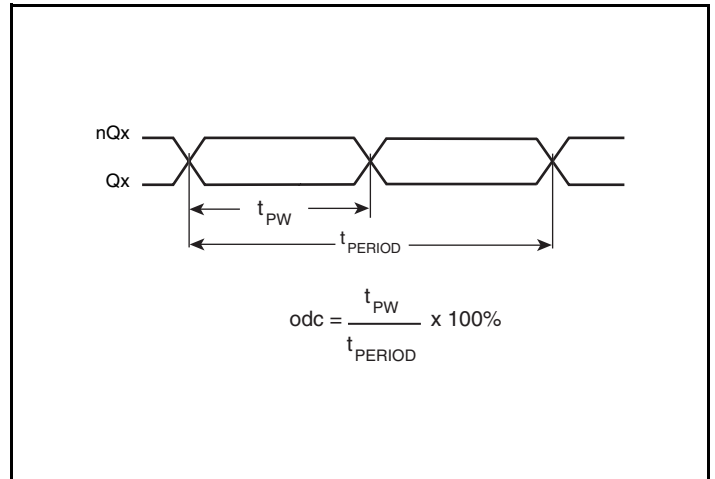 nQx
Qx
tPW
tPERIOD
odc = tPW / tPERIOD x 100%